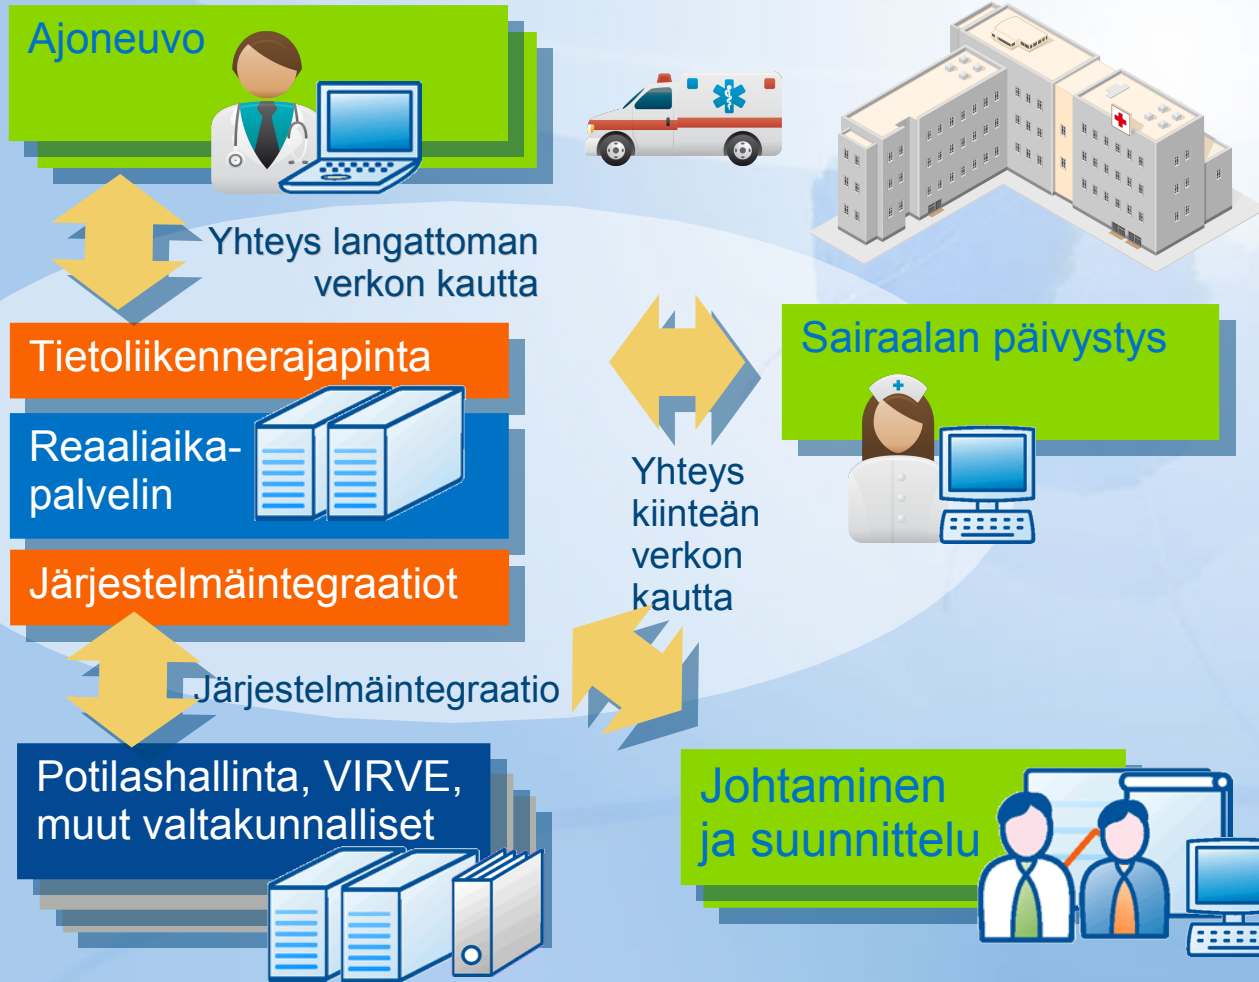 Ajoneuvo
Yhteys langattoman
verkon kautta
Tietoliikennerajapinta
Reaaliaika-
palvelin
Järjestelmäintegraatiot
Järjestelmäintegraatio
Potilashallinta, VIRVE,
muut valtakunnalliset
Sairaalan päivystys
Yhteys
kiinteän
verkon
kautta
Johtaminen
ja suunnittelu